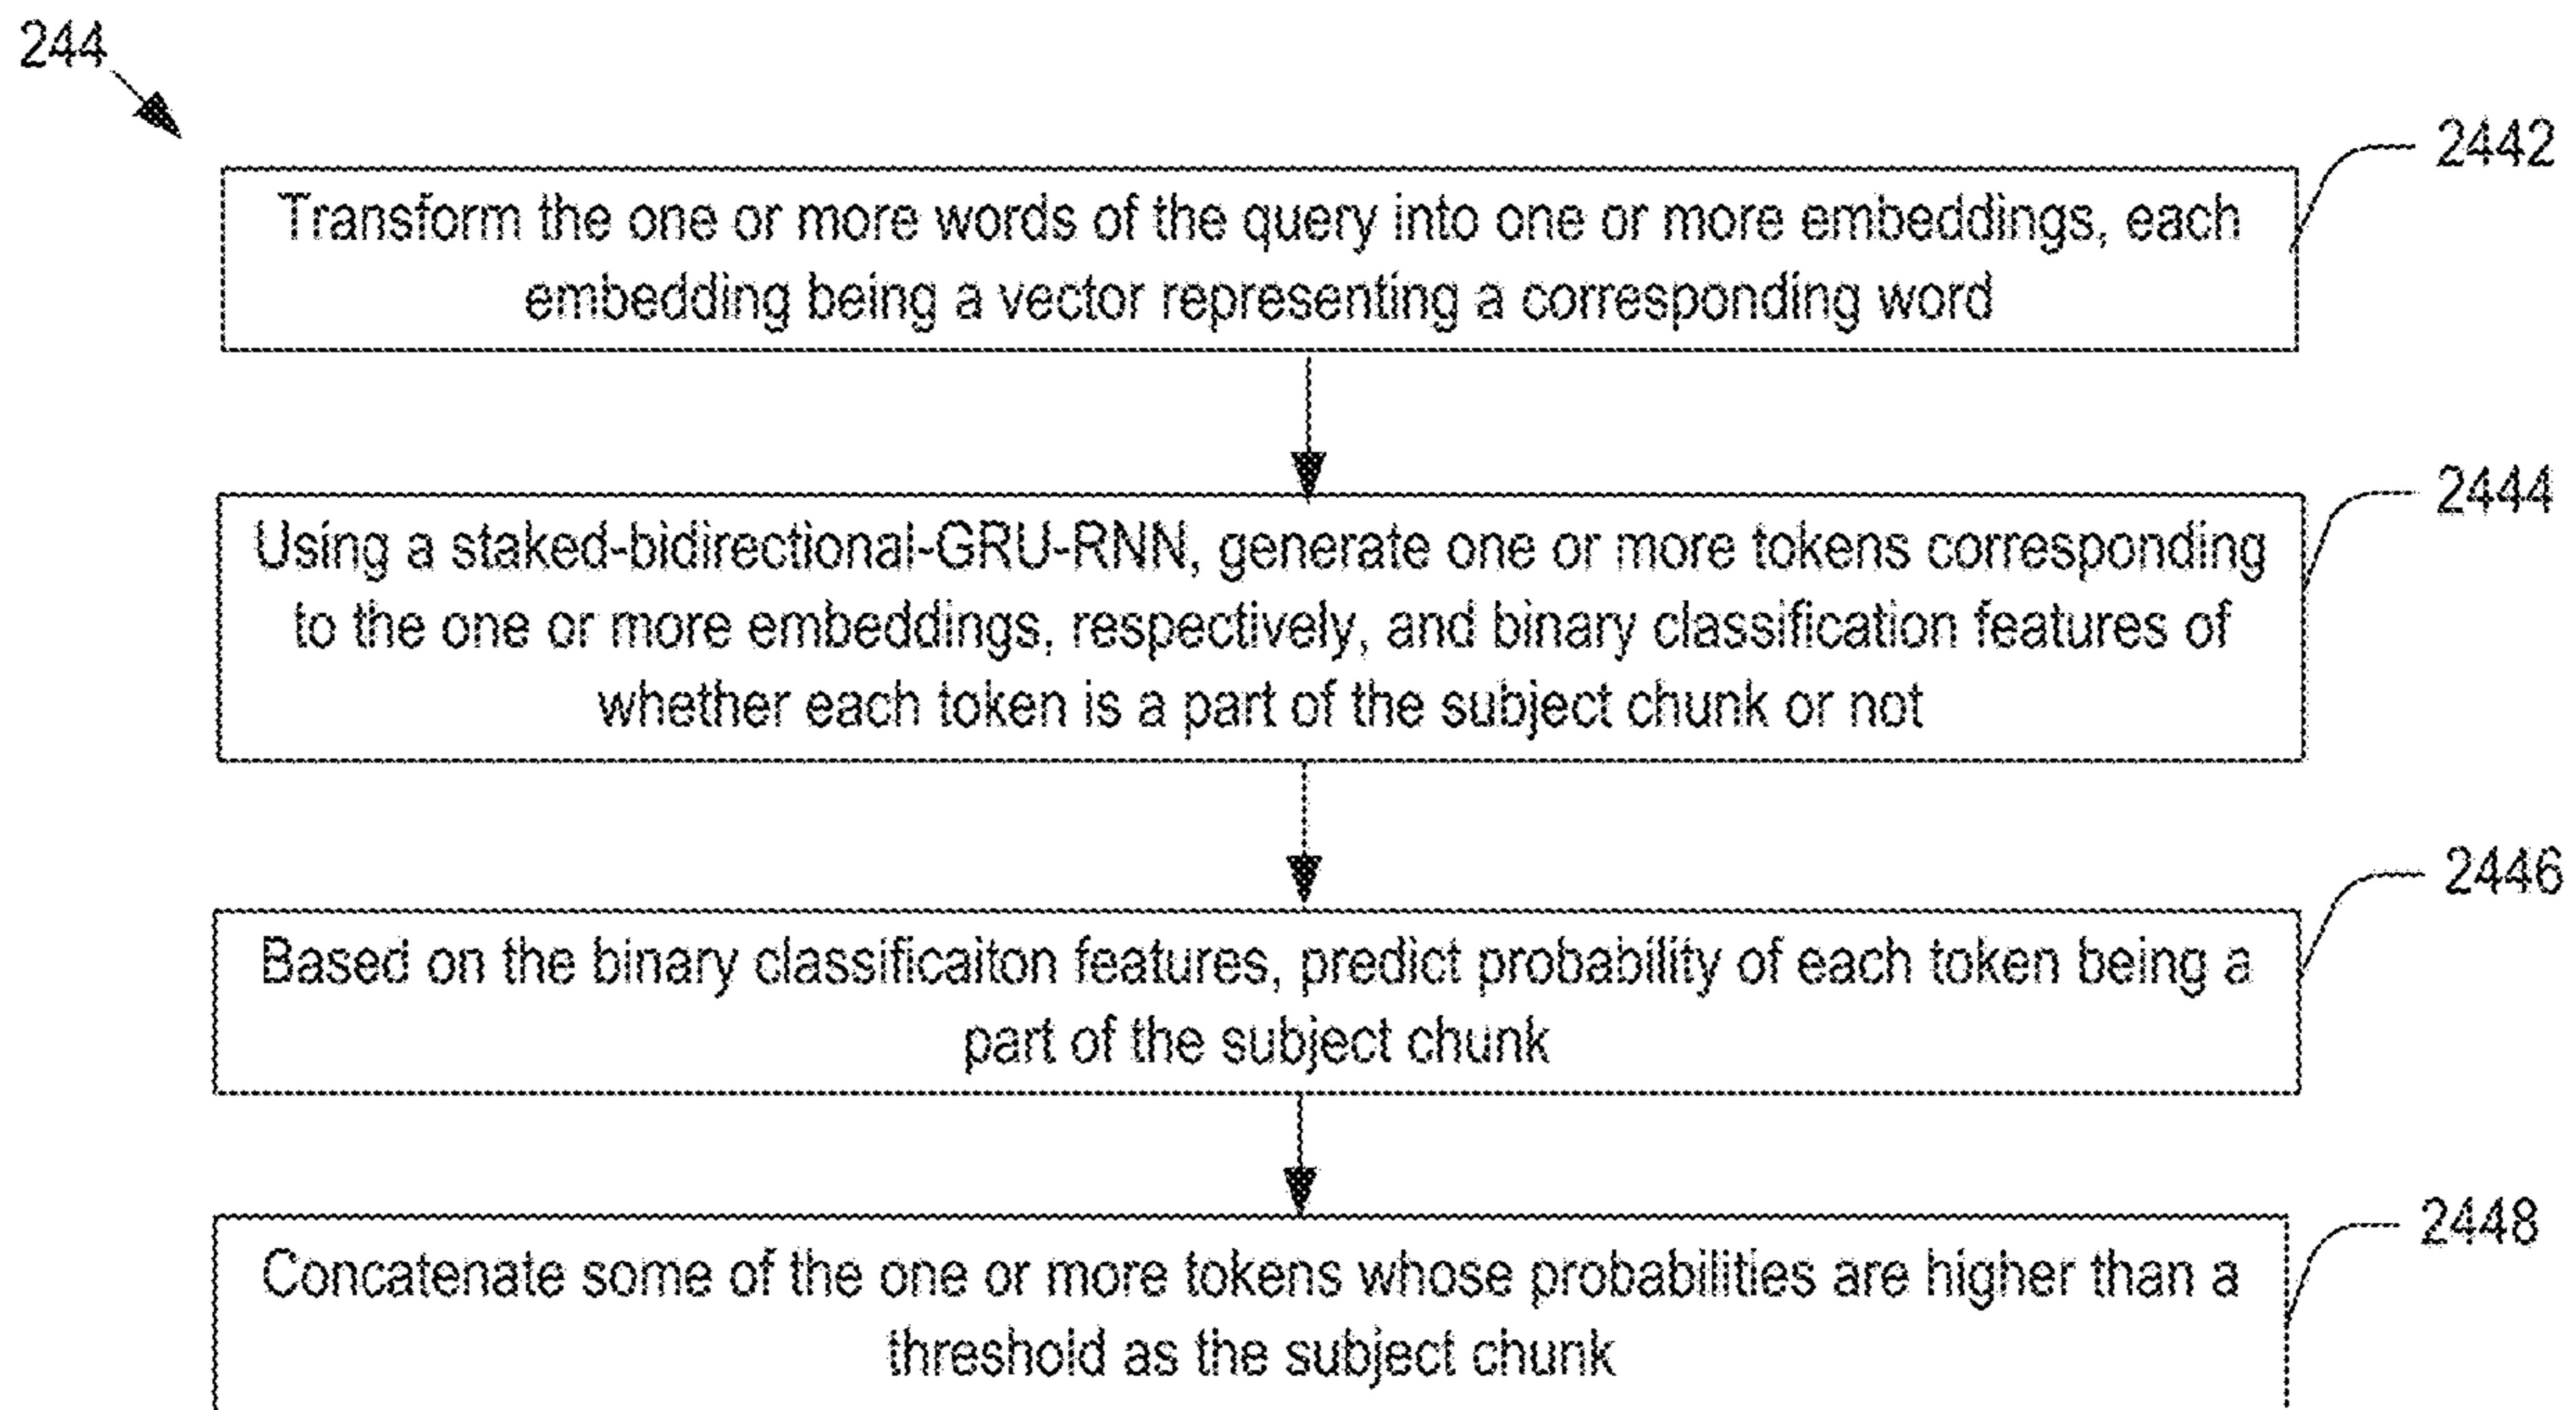 244
2442
Transform the one or more words of the query into one or more embeddings, each
embedding being a vector representing a corresponding word
2444
Using a staked-bidirectional-GRU-RNN, generate one or more tokens corresponding
to the one or more embeddings, respectively, and binary classification features of
whether each token is a part of the subject chunk or not
2446
Based on the binary classificaiton features, predict probability of each token being a
part of the subject chunk
2448
Concatenate some of the one or more tokens whose probabilities are higher than a
threshold as the subject chunk